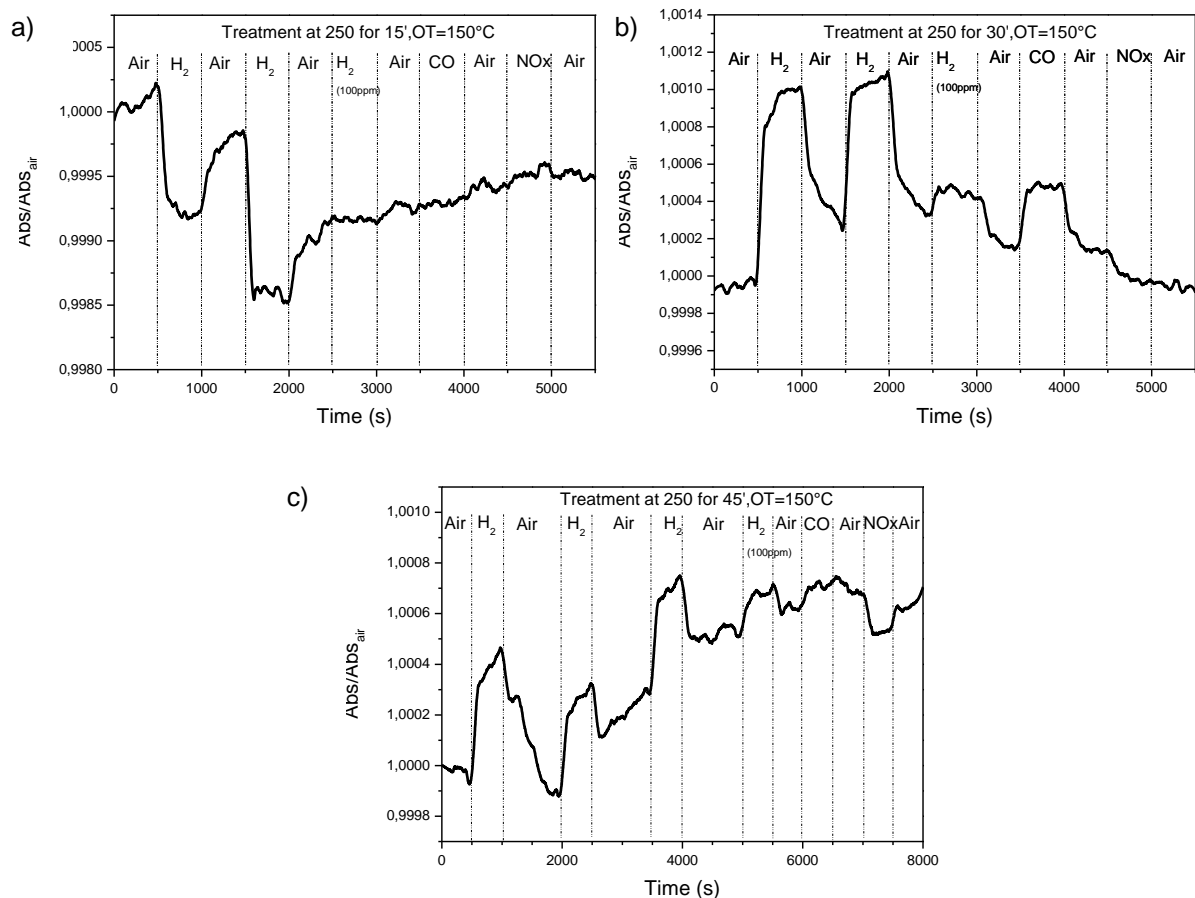 a)
Treatment at 250 for 15',OT=150°C
Air H₂ Air H₂ Air H₂ Air CO Air NOx Air
(100ppm)
Abs/Absair
0005
1,0000
0,9995
0,9990
0,9985
0,9980
0 1000 2000 3000 4000 5000
Time (s)
b)
Treatment at 250 for 30',OT=150°C
Air H₂ Air H₂ Air H₂ Air CO Air NOx Air
(100ppm)
Abs/Absair
1,0014
1,0012
1,0010
1,0008
1,0006
1,0004
1,0002
1,0000
0,9998
0,9996
0 1000 2000 3000 4000 5000
Time (s)
c)
Treatment at 250 for 45',OT=150°C
Air H₂ Air H₂ Air H₂ Air H₂ Air CO Air NOx Air
(100ppm)
Abs/Absair
1,0010
1,0008
1,0006
1,0004
1,0002
1,0000
0,9998
0 2000 4000 6000 8000
Time (s)